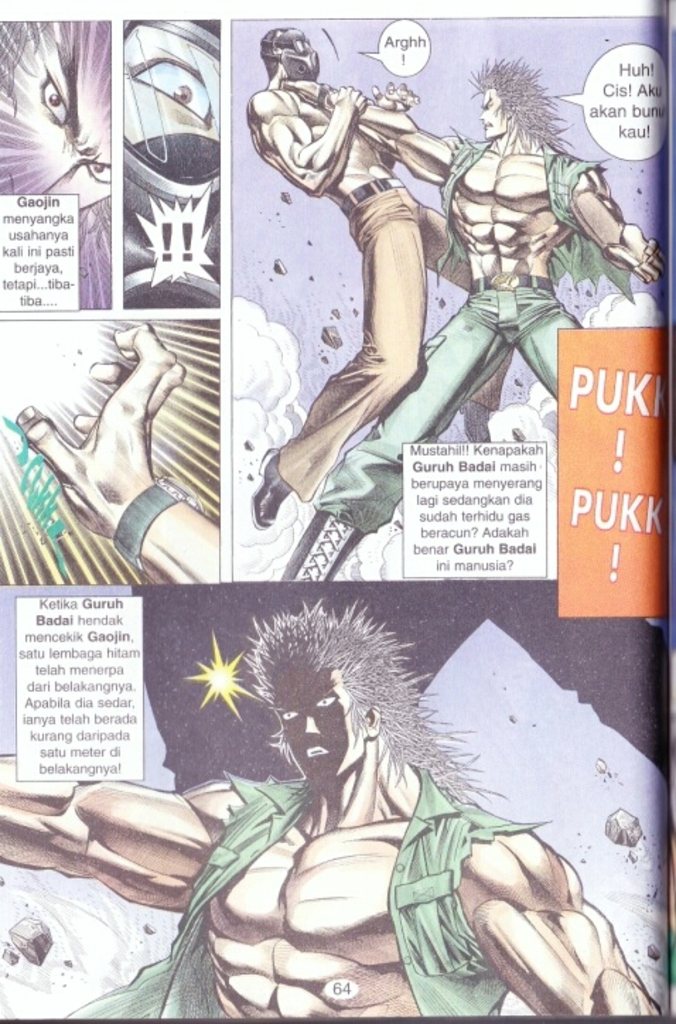 Gaojin
menyangka
usahanya
kali ini pasti
berjaya,
tetapi...tiba-
tiba....
!!
Arghh
!
Huh!
Cis! Aku
akan bunu
kau!
Mustahil!! Kenapakah
Guruh Badai masih
berupaya menyerang
lagi sedangkan dia
sudah terhidu gas
beracun? Adakah
benar Guruh Badai
ini manusia?
PUKK
!
PUKK
!
Ketika Guruh
Badai hendak
mencekik Gaojin,
satu lembaga hitam
telah menerpa
dari belakangnya.
Apabila dia sedar,
ianya telah berada
kurang daripada
satu meter di
belakangnya!
64